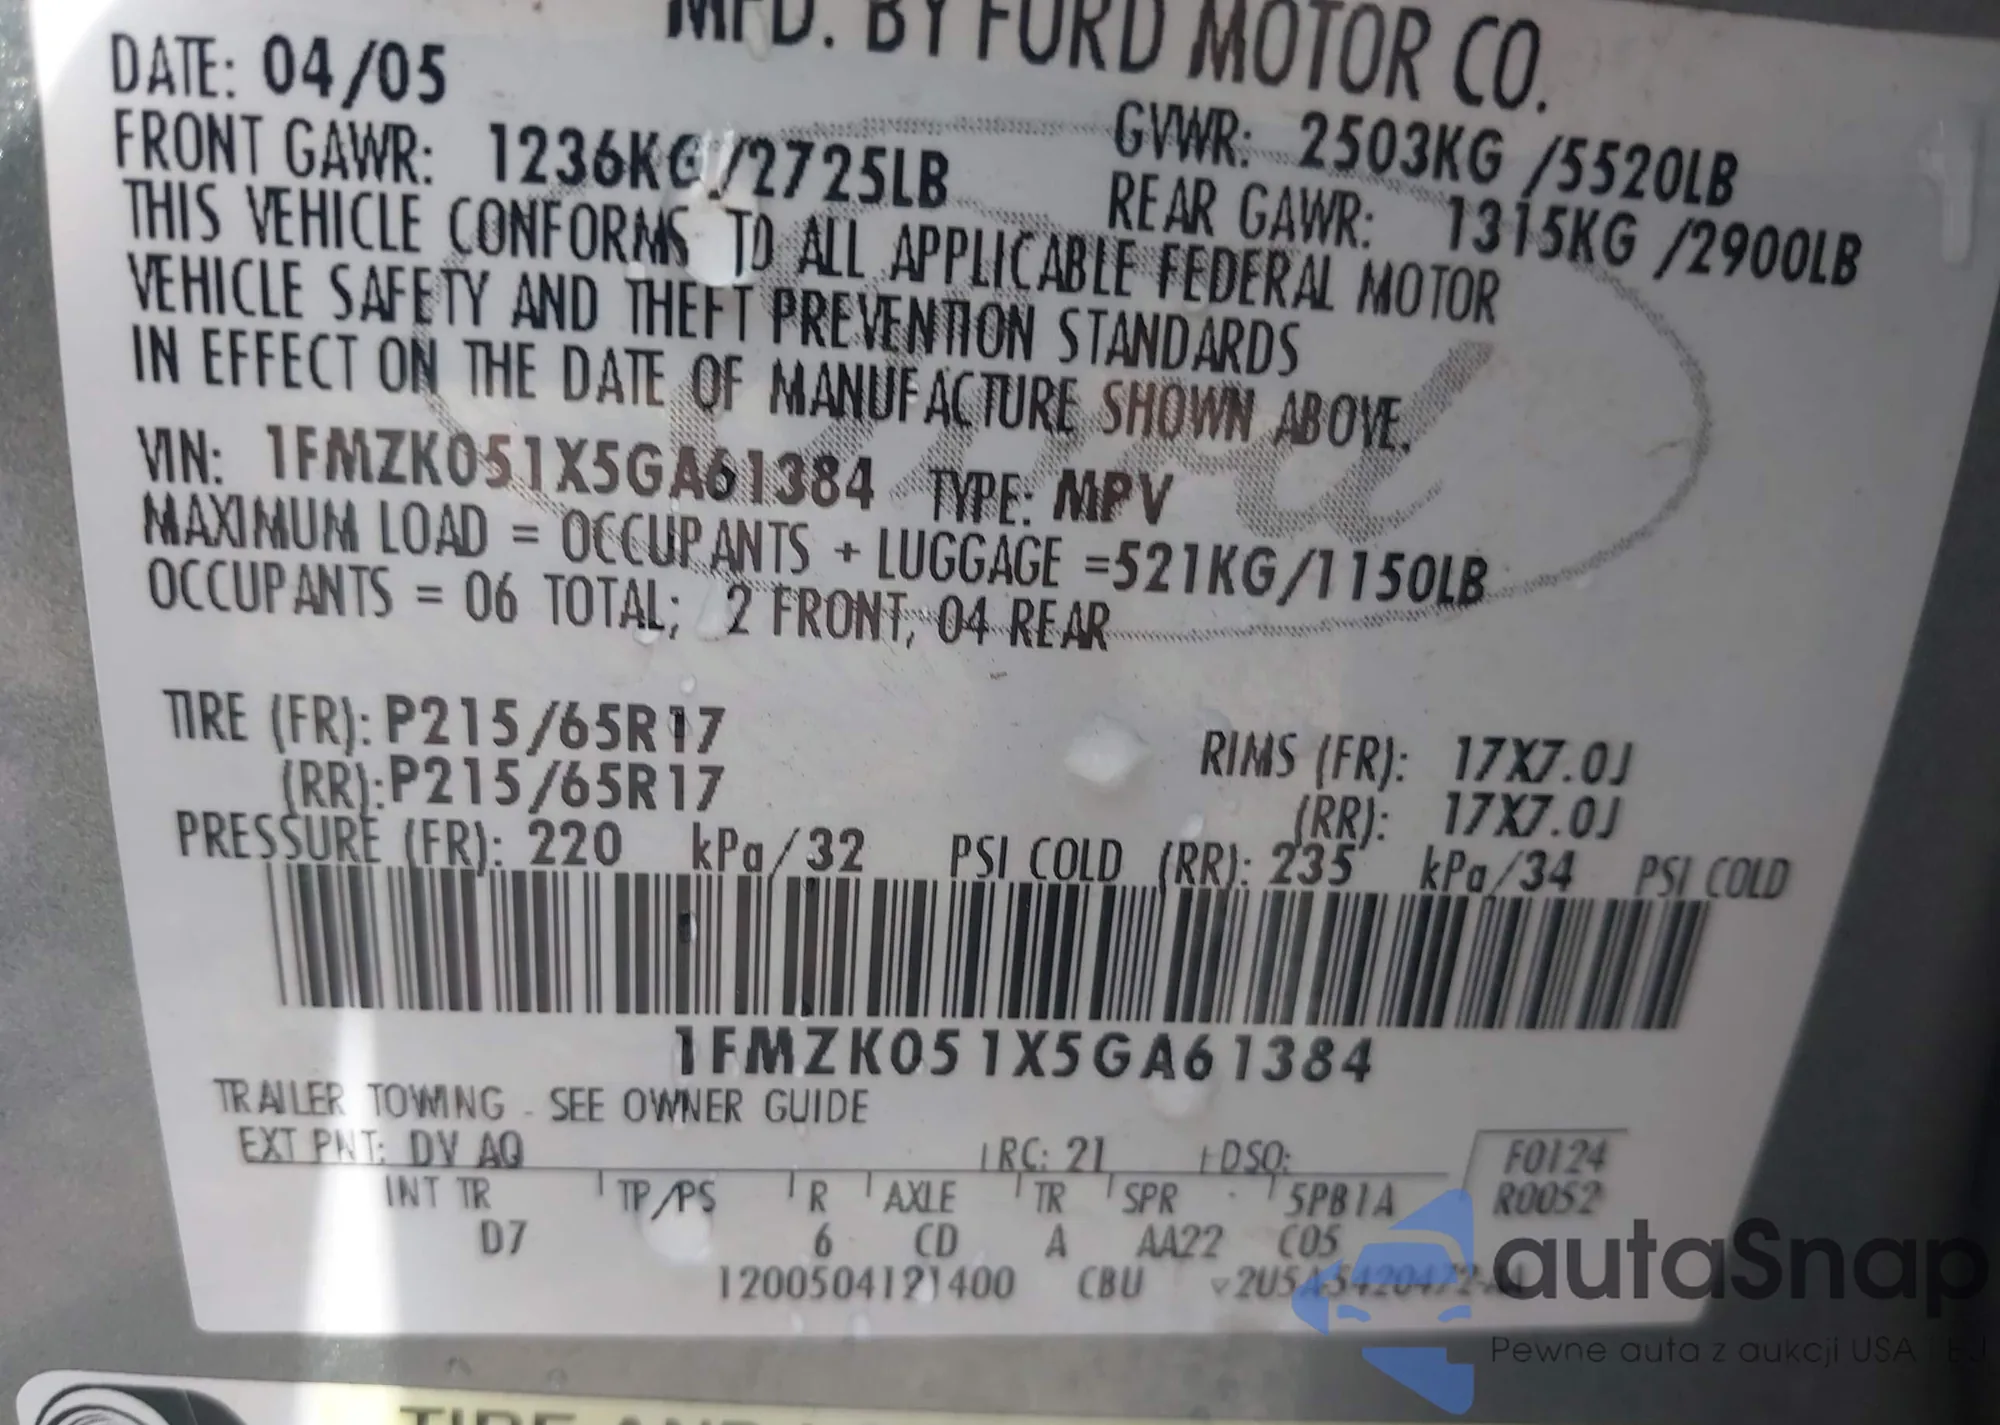 MFD. BY FORD MOTOR CO.
DATE: 04/05
GVWR: 2503KG /5520LB
FRONT GAWR: 1236KG/2725LB
REAR GAWR: 1315KG /2900LB
THIS VEHICLE CONFORMS TO ALL APPLICABLE FEDERAL MOTOR
VEHICLE SAFETY AND THEFT PREVENTION STANDARDS
IN EFFECT ON THE DATE OF MANUFACTURE SHOWN ABOVE.
VIN: 1FMZK051X5GA61384 TYPE: MPV
MAXIMUM LOAD = OCCUPANTS + LUGGAGE =521KG/1150LB
OCCUPANTS = 06 TOTAL; 2 FRONT, 04 REAR
TIRE (FR): P215/65R17 RIMS (FR): 17X7.0J
(RR): P215/65R17 (RR): 17X7.0J
PRESSURE (FR): 220 kPa/32 PSI COLD (RR): 235 kPa/34 PSI COLD
1FMZK051X5GA61384
TRAILER TOWING - SEE OWNER GUIDE
EXT PNT: DV AQ RC: 21 DSO: F0124
INT TR TP/PS R AXLE TR SPR 5PB1A R0052
D7 6 CD A AA22 C05
1200504121400 CBU
autaSnap
Pewne auta z aukcji USA i EU